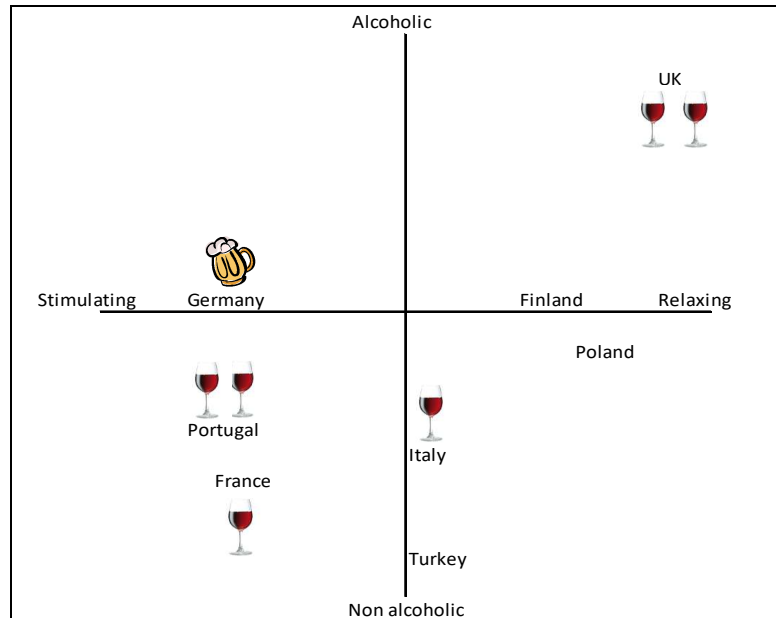 Alcoholic
UK
Stimulating
Germany
Finland
Relaxing
Poland
Portugal
Italy
France
Turkey
Non alcoholic